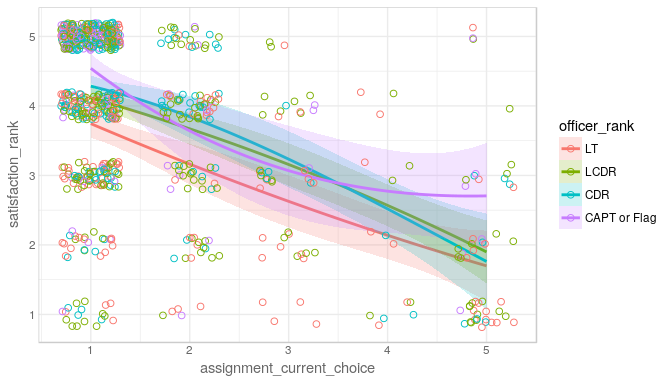 5
4
3
2
1
satisfaction_rank
1 2 3 4 5
assignment_current_choice
officer_rank
LT
LCDR
CDR
CAPT or Flag